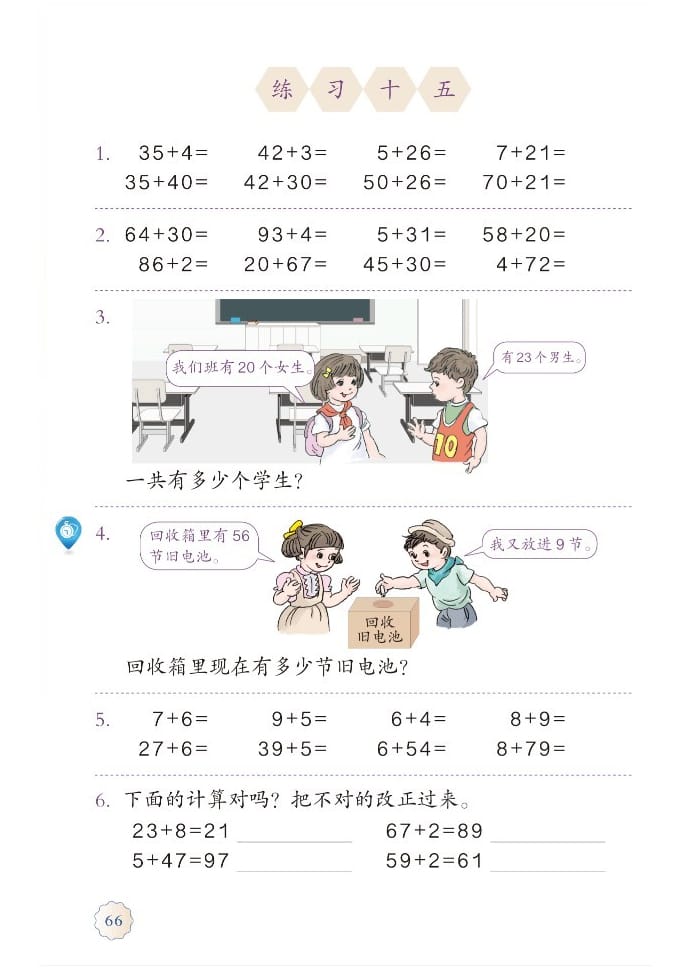 练习十五
1. 35+4= 42+3= 5+26= 7+21=
35+40= 42+30= 50+26= 70+21=
2. 64+30= 93+4= 5+31= 58+20=
86+2= 20+67= 45+30= 4+72=
3.
我们班有20个女生。
有23个男生。
10
一共有多少个学生?
4.
回收箱里有56
节旧电池。
我又放进9节。
回收
旧电池
回收箱里现在有多少节旧电池?
5. 7+6= 9+5= 6+4= 8+9=
27+6= 39+5= 6+54= 8+79=
6. 下面的计算对吗? 把不对的改正过来。
23+8=21 ________ 67+2=89 ________
5+47=97 ________ 59+2=61 ________
66